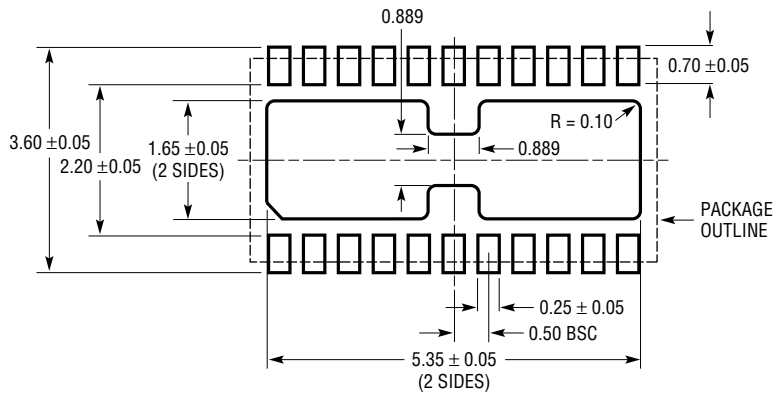 0.889
0.70 ±0.05
3.60 ±0.05
2.20 ±0.05
1.65 ±0.05
(2 SIDES)
R = 0.10
0.889
PACKAGE
OUTLINE
0.25 ± 0.05
0.50 BSC
5.35 ± 0.05
(2 SIDES)